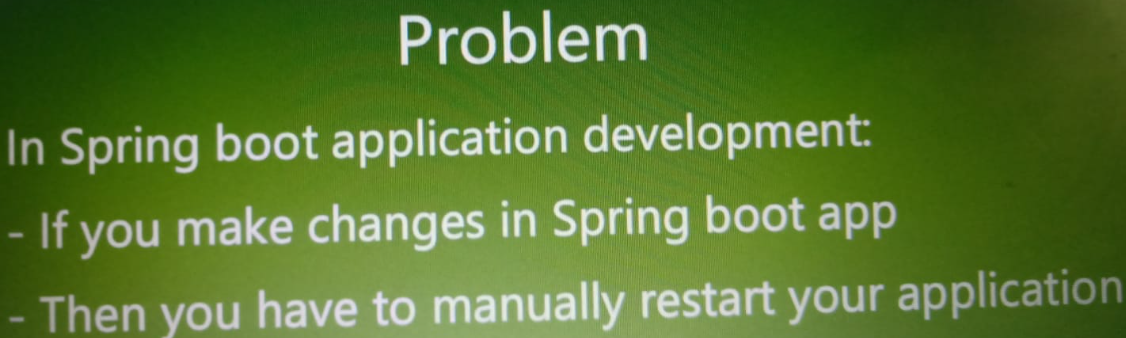 Problem
In Spring boot application development:
- If you make changes in Spring boot app
- Then you have to manually restart your application